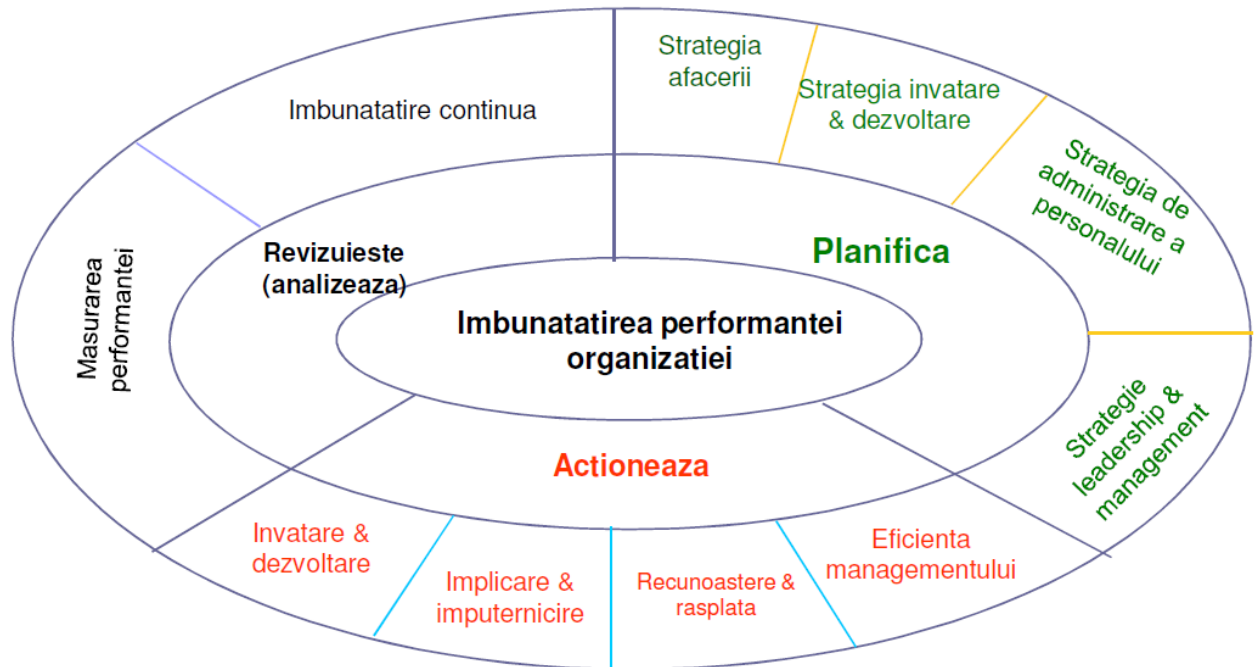 Strategia
afacerii
Strategia invatare
& dezvoltare
Strategia de
administrare a
personalului
Strategie
leadership &
management
Imbunatatire continua
Masurarea
performantei
Revizuieste
(analizeaza)
Planifica
Imbunatatirea performantei
organizatiei
Actioneaza
Invatare &
dezvoltare
Implicare &
imputernicire
Recunoastere &
rasplata
Eficienta
managementului